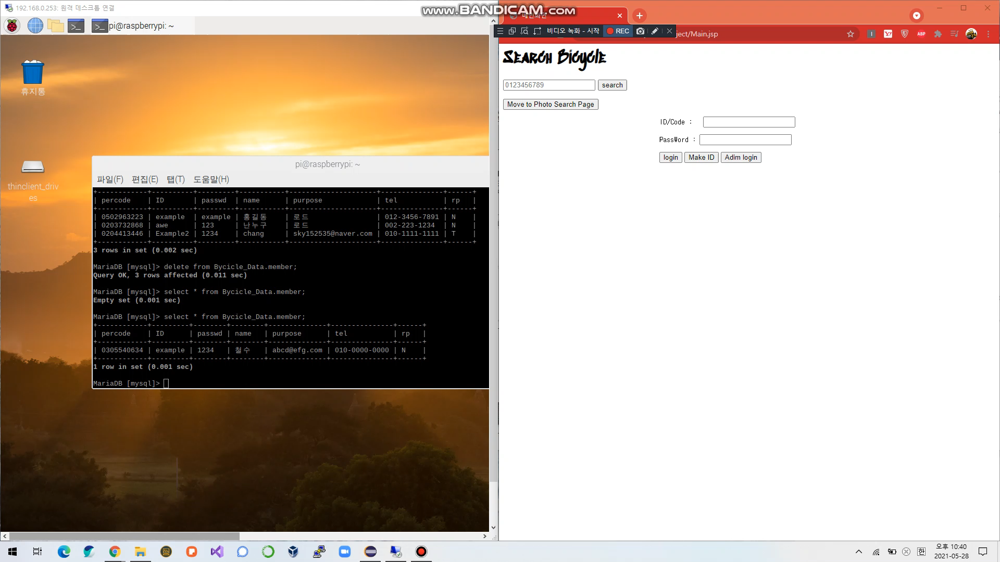 192.168.0.253: 원격 데스크톱 연결
www.BANDICAM.com
pi@raspberrypi: ~
휴지통
thinclient_driv
es
pi@raspberrypi: ~
파일(F) 편집(E) 탭(T) 도움말(H)
+------------+----------+---------+-----------+---------------------+---------------+------+
| percode | ID | passwd | name | purpose | tel | rp |
+------------+----------+---------+-----------+---------------------+---------------+------+
| 0502963223 | example | example | 홍길동 | 로드 | 012-3456-7891 | N |
| 0203732868 | awe | 123 | 난누구 | 로드 | 002-223-1234 | N |
| 0204413446 | Example2 | 1234 | chang | sky152535@naver.com | 010-1111-1111 | T |
+------------+----------+---------+-----------+---------------------+---------------+------+
3 rows in set (0.002 sec)
MariaDB [mysql]> delete from Bycicle_Data.member;
Query OK, 3 rows affected (0.011 sec)
MariaDB [mysql]> select * from Bycicle_Data.member;
Empty set (0.001 sec)
MariaDB [mysql]> select * from Bycicle_Data.member;
+------------+---------+--------+--------+--------------+---------------+------+
| percode | ID | passwd | name | purpose | tel | rp |
+------------+---------+--------+--------+--------------+---------------+------+
| 0305540634 | example | 1234 | 철수 | abcd@efg.com | 010-0000-0000 | N |
+------------+---------+--------+--------+--------------+---------------+------+
1 row in set (0.001 sec)
MariaDB [mysql]>
메인화면
비디오 녹화 - 시작 REC
ject/Main.jsp
ABP
Search Bicycle
0123456789 search
Move to Photo Search Page
ID/Code :
PassWord :
login Make ID Adim login
한
오후 10:40
2021-05-28